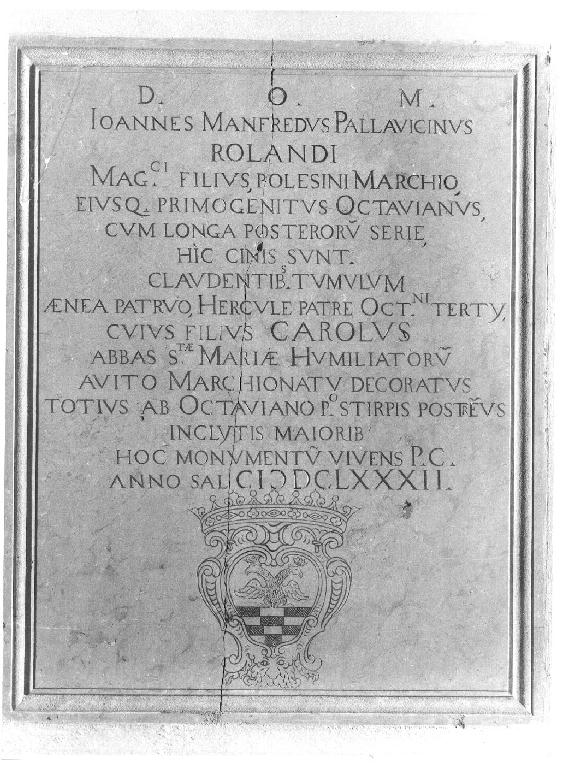 D. O. M.
IOANNES MANFREDVS PALLAVICINVS
ROLANDI
MAG.CI FILIVS, POLESINI MARCHIO,
EIVSQ. PRIMOGENITVS OCTAVIANVS,
CVM LONGA POSTERORV̄ SERIE,
HIC CINIS SVNT.
CLAVDENTIB.S TVMVLVM
ÆNEA PATRVO, HERCVLE PATRE OCT.NI TERTY,
CVIVS FILIVS CAROLVS
ABBAS S.TÆ MARIÆ HVMILIATORV̄
AVITO MARCHIONATV DECORATVS
TOTIVS AB OCTAVIANO P.O STIRPIS POSTRĒVS
INCLYTIS MAIORIB
HOC MONVMENTV̄ VIVENS P.C.
ANNO SAL. CIƆDCLXXXII.